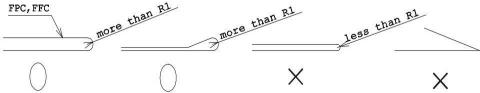 FPC,FFC
more than R1
more than R1
less than R1